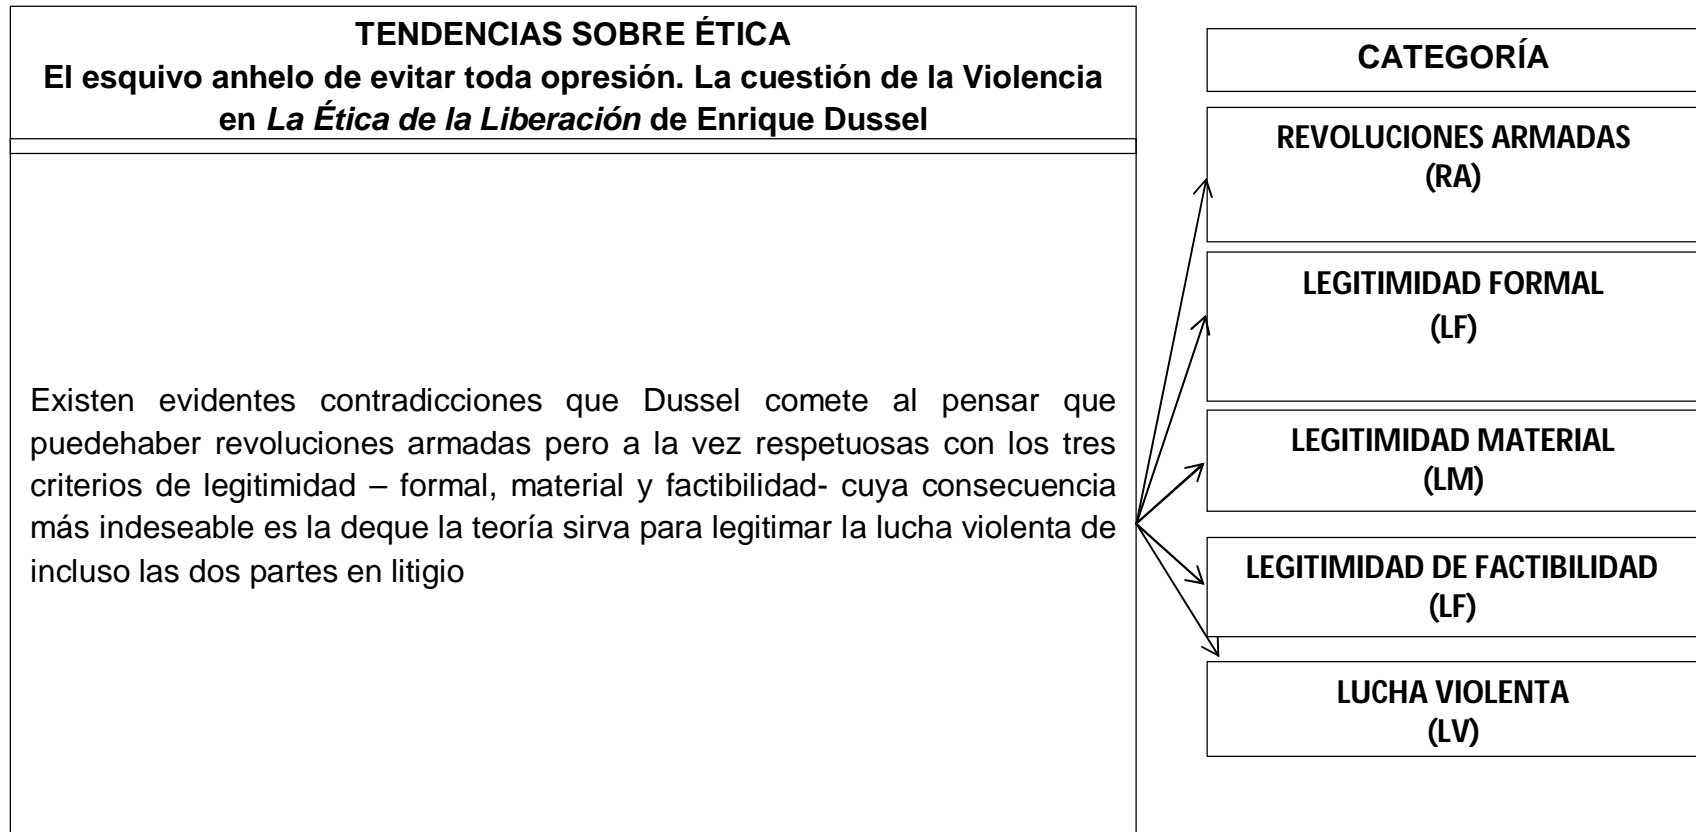 TENDENCIAS SOBRE ÉTICA
El esquivo anhelo de evitar toda opresión. La cuestión de la Violencia
en La Ética de la Liberación de Enrique Dussel
Existen evidentes contradicciones que Dussel comete al pensar que
puedehaber revoluciones armadas pero a la vez respetuosas con los tres
criterios de legitimidad – formal, material y factibilidad- cuya consecuencia
más indeseable es la deque la teoría sirva para legitimar la lucha violenta de
incluso las dos partes en litigio
CATEGORÍA
REVOLUCIONES ARMADAS
(RA)
LEGITIMIDAD FORMAL
(LF)
LEGITIMIDAD MATERIAL
(LM)
LEGITIMIDAD DE FACTIBILIDAD
(LF)
LUCHA VIOLENTA
(LV)